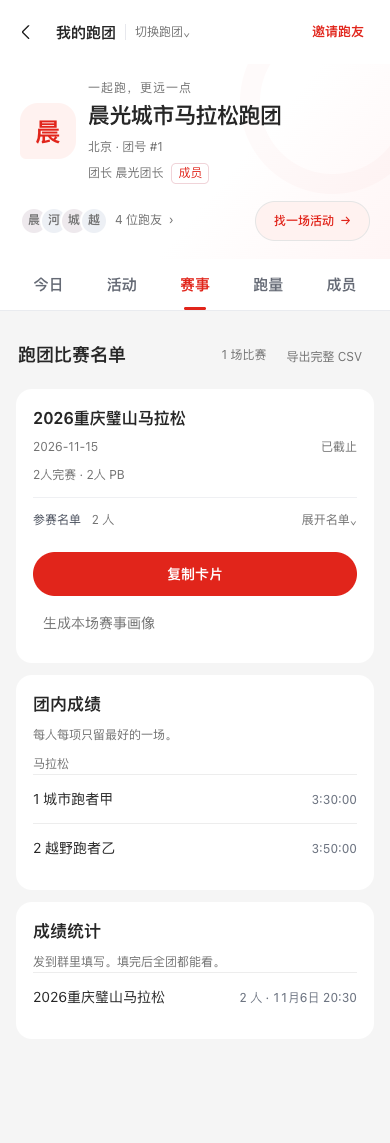 我的跑团 切换跑团 邀请跑友
一起跑，更远一点
晨
晨光城市马拉松跑团
北京 · 团号 #1
团长 晨光团长 成员
晨 河 城 越 4 位跑友 ›
找一场活动 →
今日 活动 赛事 跑量 成员
跑团比赛名单 1 场比赛 导出完整 CSV
2026重庆璧山马拉松
2026-11-15 已截止
2人完赛 · 2人 PB
参赛名单 2 人 展开名单
复制卡片
生成本场赛事画像
团内成绩
每人每项只留最好的一场。
马拉松
1 城市跑者甲 3:30:00
2 越野跑者乙 3:50:00
成绩统计
发到群里填写。填完后全团都能看。
2026重庆璧山马拉松 2 人 · 11月6日 20:30